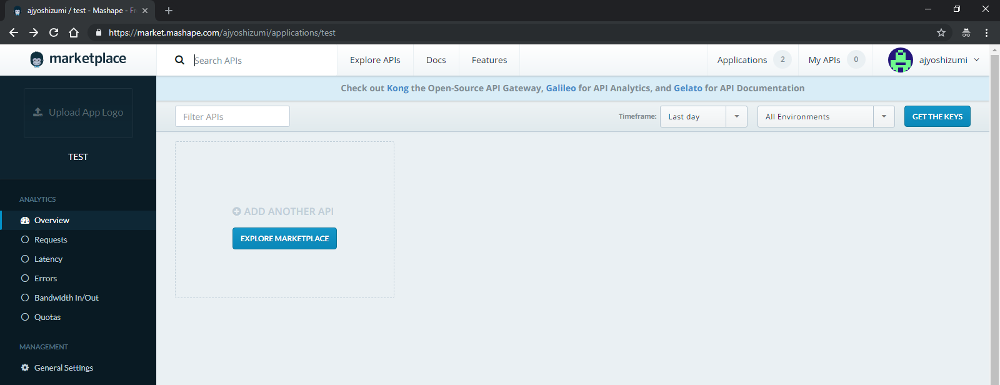 ajyoshizumi / test - Mashape - Fr
https://market.mashape.com/ajyoshizumi/applications/test
marketplace
Search APIs
Explore APIs
Docs
Features
Applications 2
My APIs 0
ajyoshizumi
Check out Kong the Open-Source API Gateway, Galileo for API Analytics, and Gelato for API Documentation
Upload App Logo
TEST
Filter APIs
Timeframe: Last day
All Environments
GET THE KEYS
ADD ANOTHER API
EXPLORE MARKETPLACE
ANALYTICS
Overview
Requests
Latency
Errors
Bandwidth In/Out
Quotas
MANAGEMENT
General Settings